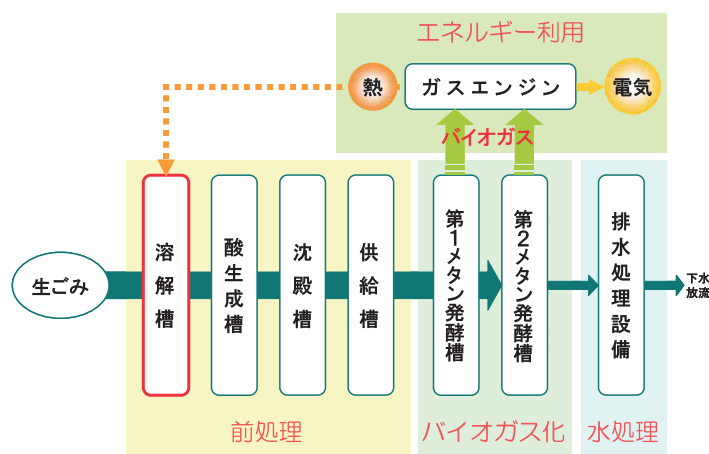 エネルギー利用
熱
ガスエンジン
電気
バイオガス
生ごみ
溶解槽
酸生成槽
沈殿槽
供給槽
第1メタン発酵槽
第2メタン発酵槽
排水処理設備
下水
放流
前処理
バイオガス化
水処理